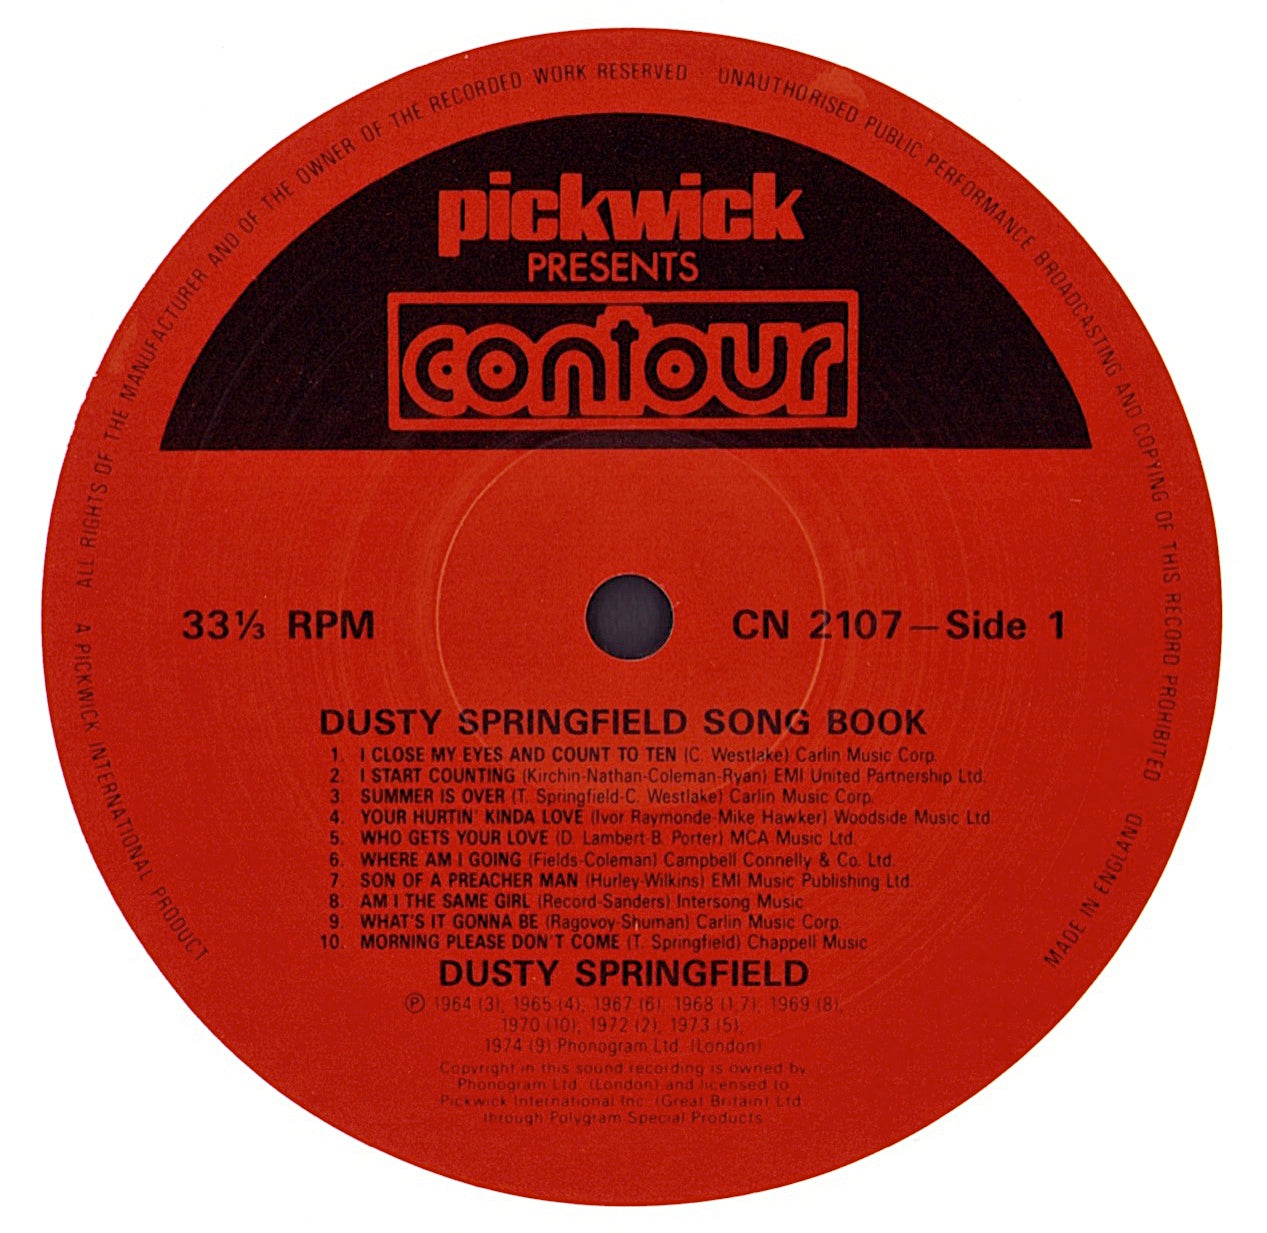 ALL RIGHTS OF THE MANUFACTURER AND OF THE OWNER OF THE RECORDED WORK RESERVED
UNAUTHORISED PUBLIC PERFORMANCE BROADCASTING AND COPYING OF THIS RECORD PROHIBITED
pickwick
PRESENTS
contour
33⅓ RPM
CN 2107–Side 1
DUSTY SPRINGFIELD SONG BOOK
1. I CLOSE MY EYES AND COUNT TO TEN (C. Westlake) Carlin Music Corp.
2. I START COUNTING (Kirchin-Nathan-Coleman-Ryan) EMI United Partnership Ltd.
3. SUMMER IS OVER (T. Springfield-C. Westlake) Carlin Music Corp.
4. YOUR HURTIN' KINDA LOVE (Ivor Raymonde-Mike Hawker) Woodside Music Ltd.
5. WHO GETS YOUR LOVE (D. Lambert-B. Porter) MCA Music Ltd.
6. WHERE AM I GOING (Fields-Coleman) Campbell Connelly & Co. Ltd.
7. SON OF A PREACHER MAN (Hurley-Wilkins) EMI Music Publishing Ltd.
8. AM I THE SAME GIRL (Record-Sanders) Intersong Music
9. WHAT'S IT GONNA BE (Ragovoy-Shuman) Carlin Music Corp.
10. MORNING PLEASE DON'T COME (T. Springfield) Chappell Music
DUSTY SPRINGFIELD
℗ 1964 (3), 1965 (4), 1967 (6), 1968 (1,7), 1969 (8),
1970 (10), 1972 (2), 1973 (5),
1974 (9) Phonogram Ltd. (London)
Copyright in this sound recording is owned by
Phonogram Ltd. (London) and licensed to
Pickwick International Inc. (Great Britain) Ltd.
through Polygram Special Products
A PICKWICK INTERNATIONAL PRODUCT
MADE IN ENGLAND